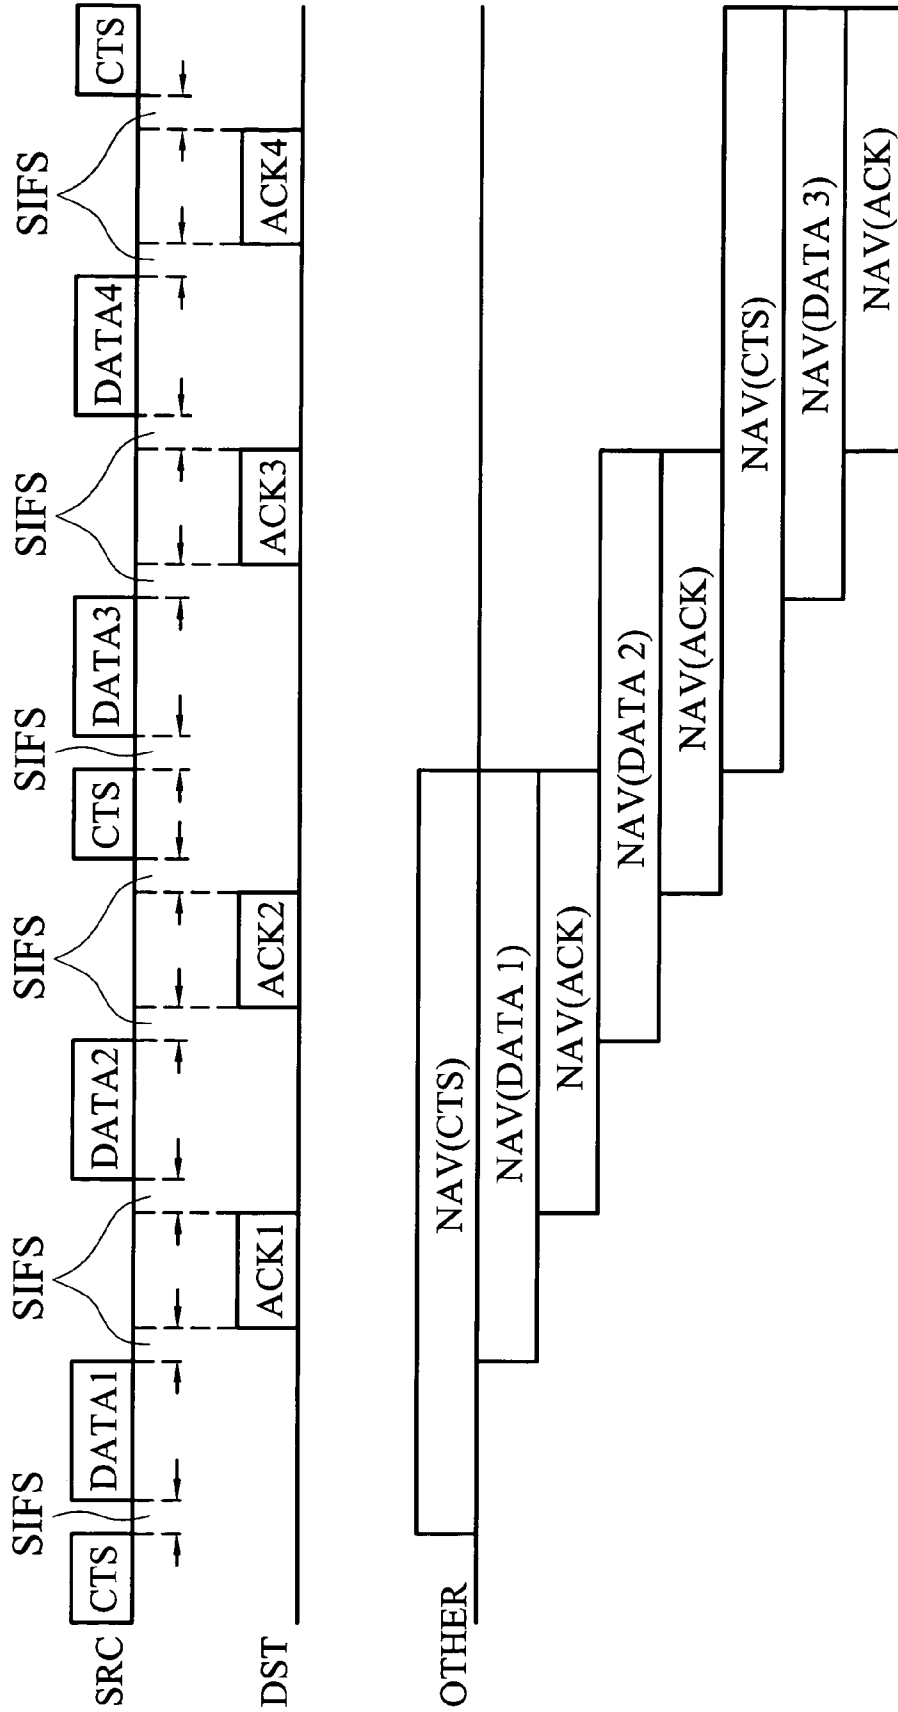 SIFS
SIFS
SIFS
SIFS
SIFS
SIFS
SRC
CTS
DATA1
DATA2
CTS
DATA3
DATA4
CTS
DST
ACK1
ACK2
ACK3
ACK4
OTHER
NAV(CTS)
NAV(DATA 1)
NAV(ACK)
NAV(DATA 2)
NAV(ACK)
NAV(CTS)
NAV(DATA 3)
NAV(ACK)